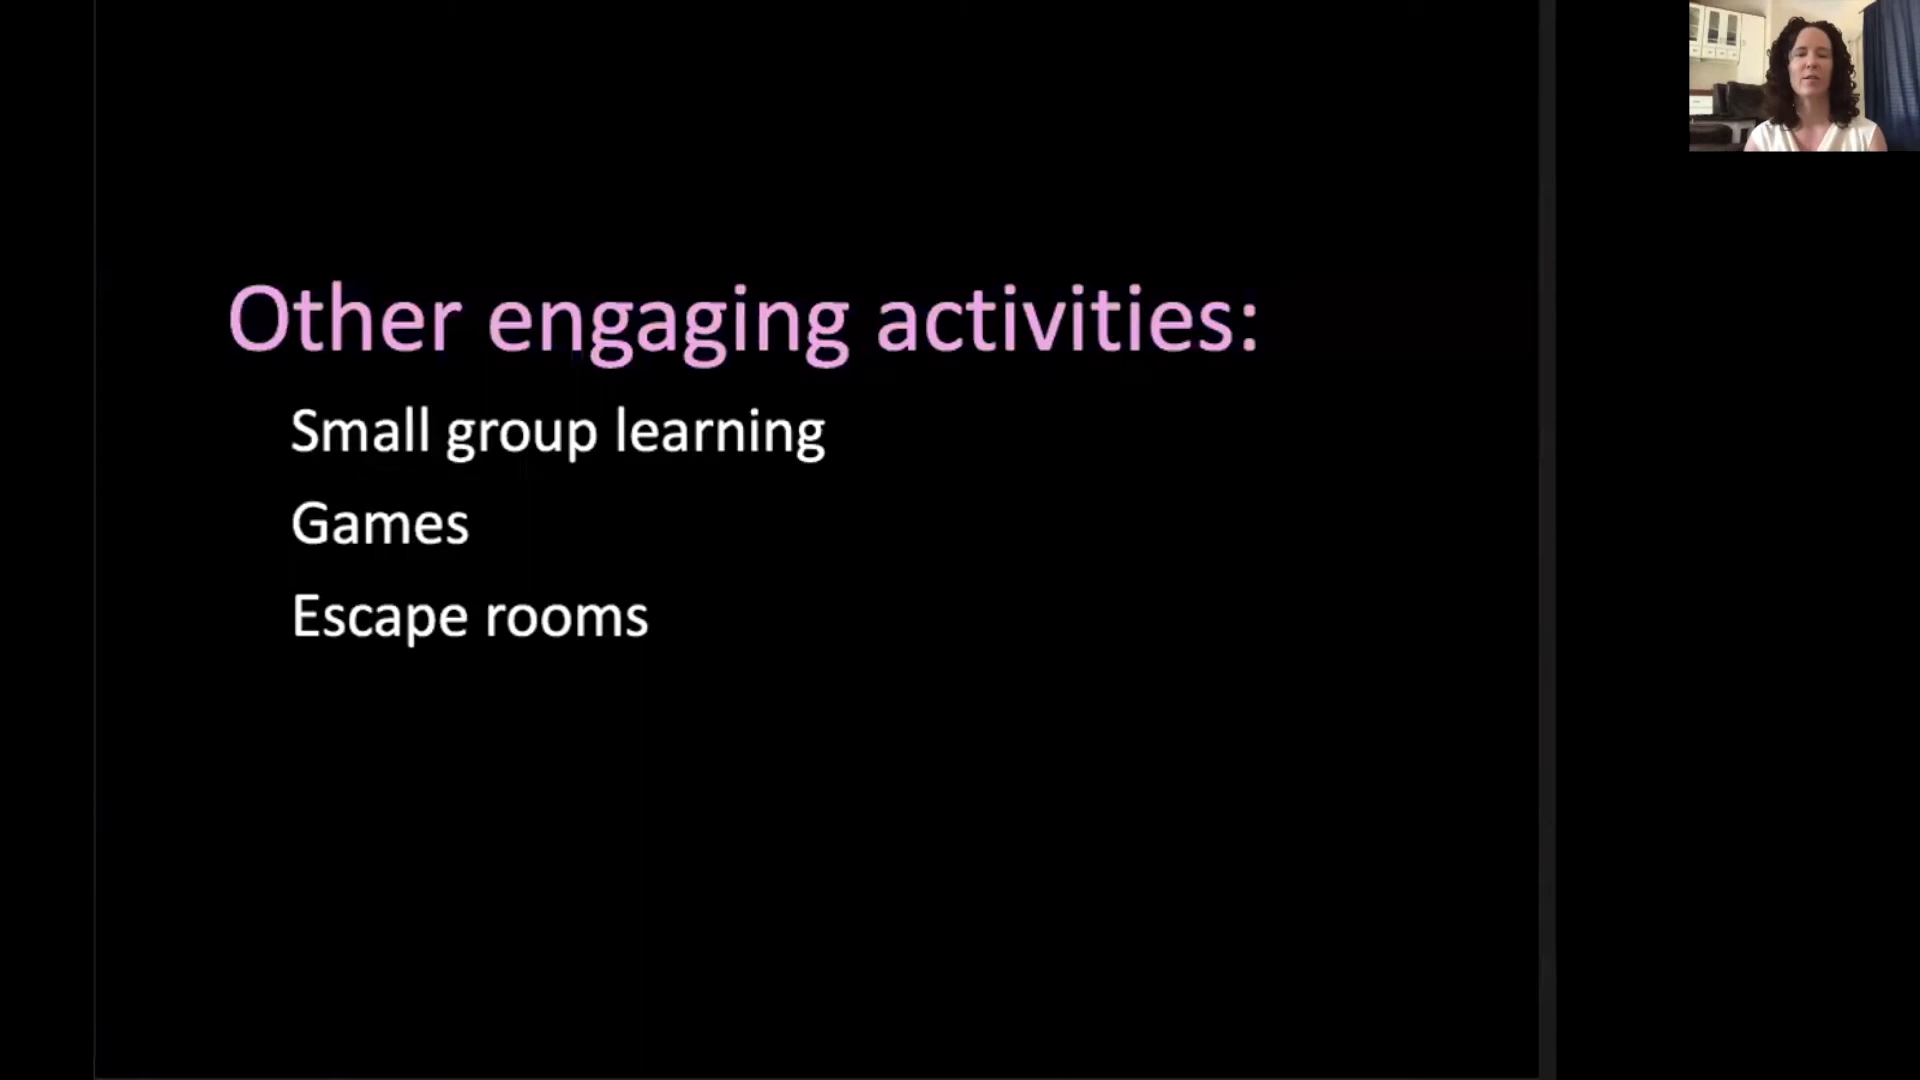 Other engaging activities:
Small group learning
Games
Escape rooms